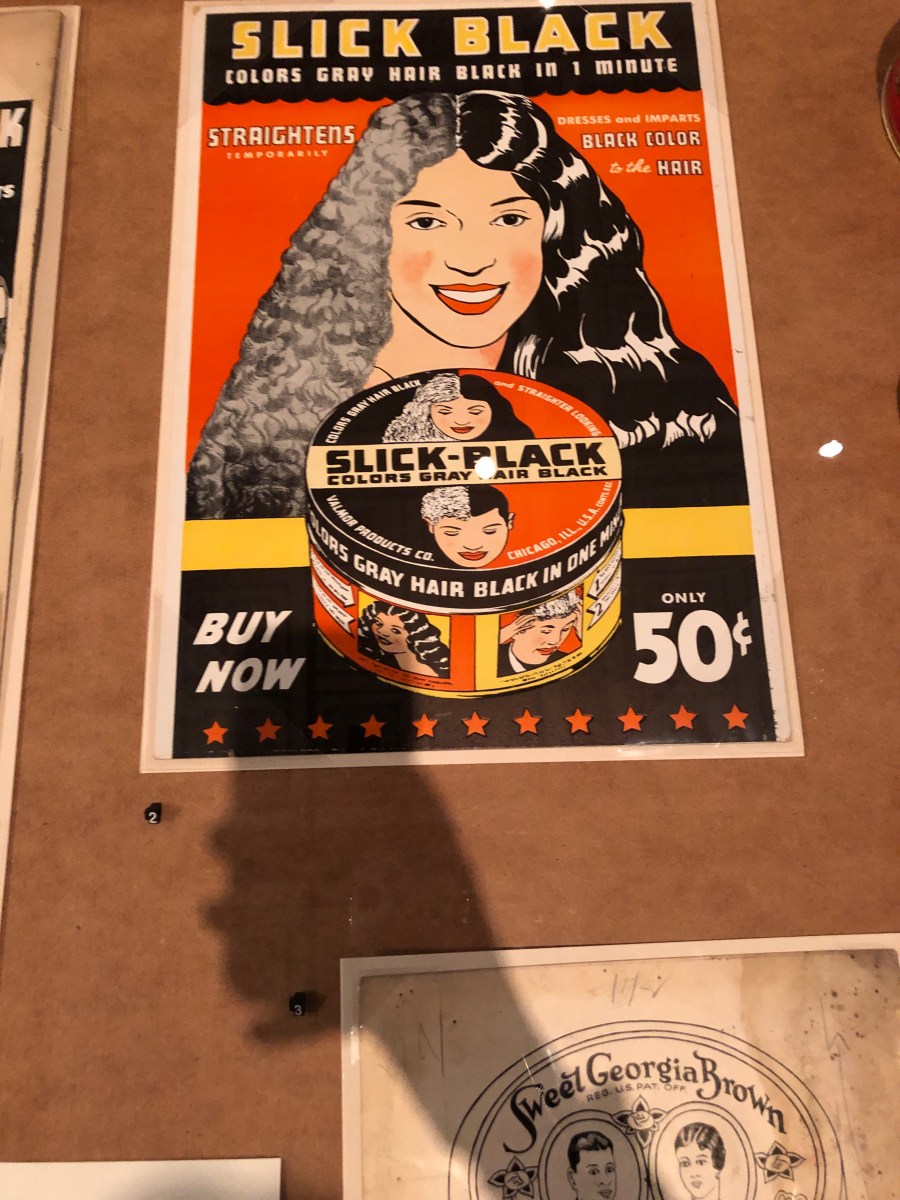 SLICK BLACK
COLORS GRAY HAIR BLACK IN 1 MINUTE
STRAIGHTENS
TEMPORARILY
DRESSES and IMPARTS
BLACK COLOR
to the HAIR
COLORS GRAY HAIR BLACK
and STRAIGHTER LOOKING
SLICK-BLACK
COLORS GRAY HAIR BLACK
VALMOR PRODUCTS CO.
CHICAGO, ILL., U.S.A.
COLORS GRAY HAIR BLACK IN ONE
BUY
NOW
ONLY
50¢
2
3
Sweet Georgia Brown
REG. U.S. PAT. OFF.
K